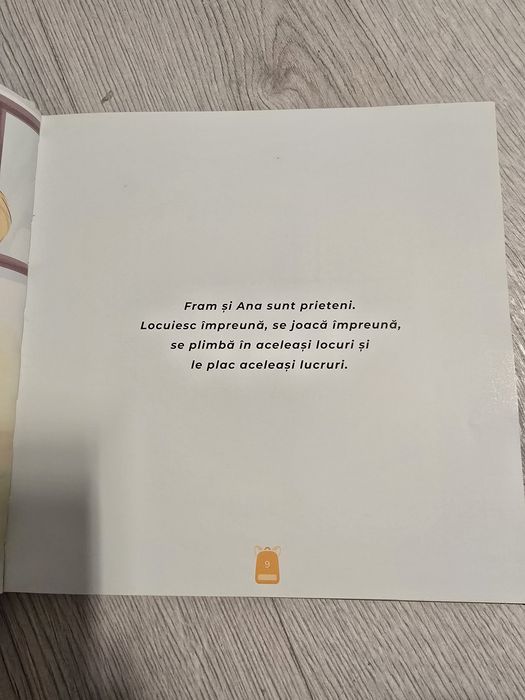 Fram și Ana sunt prieteni.
Locuiesc împreună, se joacă împreună,
se plimbă în aceleași locuri și
le plac aceleași lucruri.
9